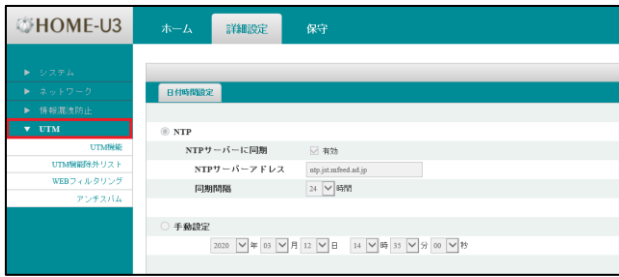 HOME-U3
ホーム 詳細設定 保守
▶ システム
▶ ネットワーク
▶ 情報漏洩防止
▼ UTM
UTM機能
UTM機能除外リスト
WEBフィルタリング
アンチスパム
日付時間設定
NTP
NTPサーバーに同期 有効
NTPサーバーアドレス ntp.jst.mfeed.ad.jp
同期間隔 24 時間
手動設定
2020 年 03 月 12 日 14 時 35 分 00 秒